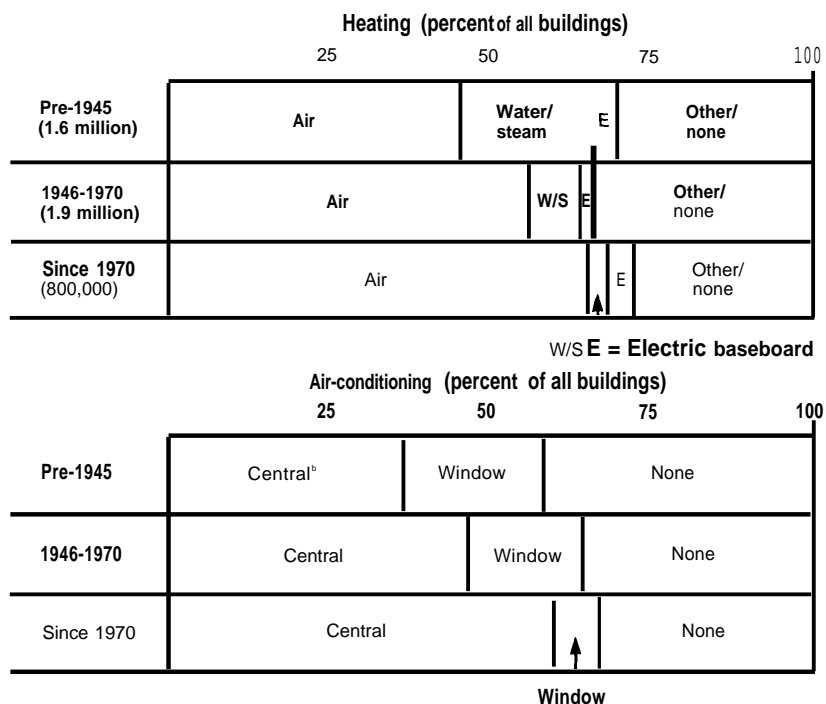 Heating (percent of all buildings)
25 50 75 100
Pre-1945
(1.6 million)
Air
Water/
steam
E
Other/
none
1946-1970
(1.9 million)
Air
W/S
E
Other/
none
Since 1970
(800,000)
Air
E
Other/
none
W/S E = Electric baseboard
Air-conditioning (percent of all buildings)
25 50 75 100
Pre-1945 Central^b Window None
1946-1970 Central Window None
Since 1970 Central None
Window